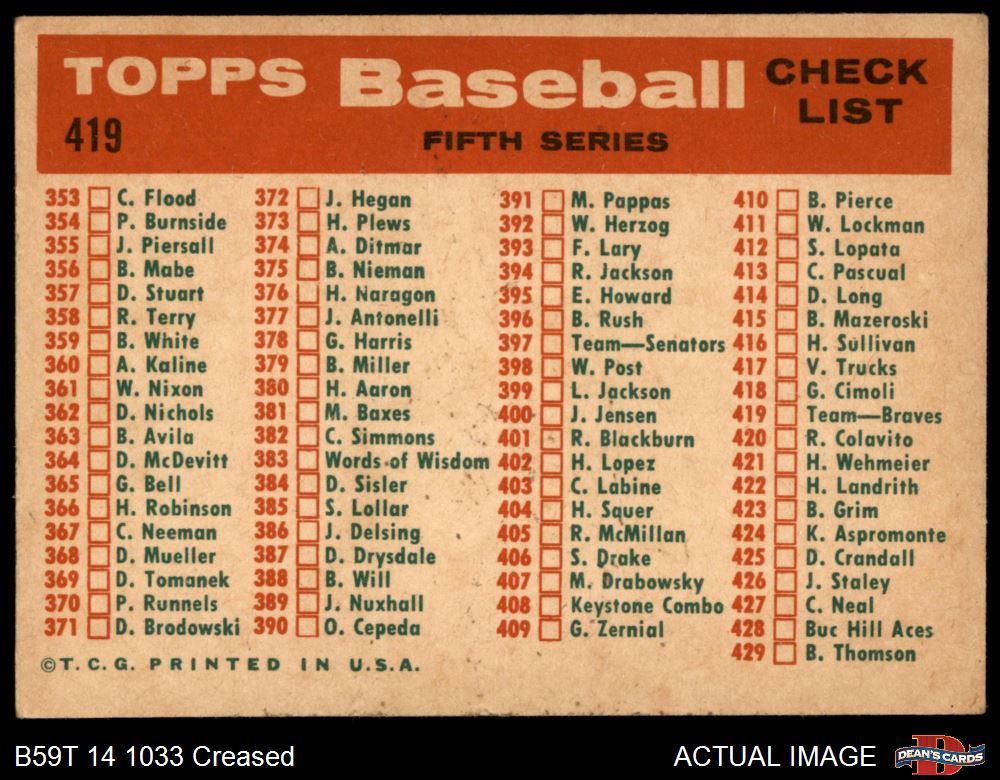 TOPPS Baseball CHECK LIST
419 FIFTH SERIES
353 C. Flood
354 P. Burnside
355 J. Piersall
356 B. Mabe
357 D. Stuart
358 R. Terry
359 B. White
360 A. Kaline
361 W. Nixon
362 D. Nichols
363 B. Avila
364 D. McDevitt
365 G. Bell
366 H. Robinson
367 C. Neeman
368 D. Mueller
369 D. Tomanek
370 P. Runnels
371 D. Brodowski
372 J. Hegan
373 H. Plews
374 A. Ditmar
375 B. Nieman
376 H. Naragon
377 J. Antonelli
378 G. Harris
379 B. Miller
380 H. Aaron
381 M. Baxes
382 C. Simmons
383 Words of Wisdom
384 D. Sisler
385 S. Lollar
386 J. Delsing
387 D. Drysdale
388 B. Will
389 J. Nuxhall
390 O. Cepeda
391 M. Pappas
392 W. Herzog
393 F. Lary
394 R. Jackson
395 E. Howard
396 B. Rush
397 Team—Senators
398 W. Post
399 L. Jackson
400 J. Jensen
401 R. Blackburn
402 H. Lopez
403 C. Labine
404 H. Sauer
405 R. McMillan
406 S. Drake
407 M. Drabowsky
408 Keystone Combo
409 G. Zernial
410 B. Pierce
411 W. Lockman
412 S. Lopata
413 C. Pascual
414 D. Long
415 B. Mazeroski
416 H. Sullivan
417 V. Trucks
418 G. Cimoli
419 Team—Braves
420 R. Colavito
421 H. Wehmeier
422 H. Landrith
423 B. Grim
424 K. Aspromonte
425 D. Crandall
426 J. Staley
427 C. Neal
428 Buc Hill Aces
429 B. Thomson
©T.C.G. PRINTED IN U.S.A.
B59T 14 1033 Creased
ACTUAL IMAGE
D
DEAN'S CARDS